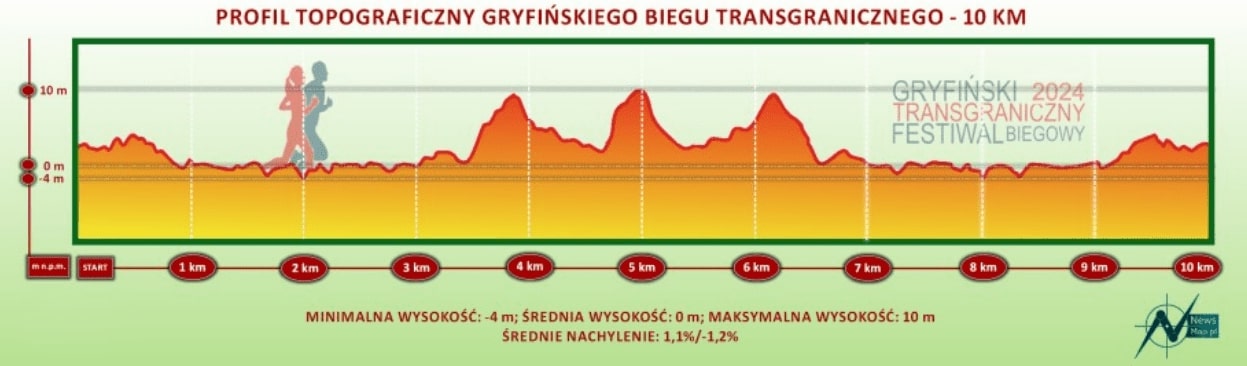 PROFIL TOPOGRAFICZNY GRYFIŃSKIEGO BIEGU TRANSGRANICZNEGO - 10 KM
10 m
0 m
-4 m
GRYFIŃSKI 2024
TRANSGRANICZNY
FESTIWAL BIEGOWY
m n.p.m. START 1 km 2 km 3 km 4 km 5 km 6 km 7 km 8 km 9 km 10 km
MINIMALNA WYSOKOŚĆ: -4 m; ŚREDNIA WYSOKOŚĆ: 0 m; MAKSYMALNA WYSOKOŚĆ: 10 m
ŚREDNIE NACHYLENIE: 1,1%/-1,2%
News
Map.pl